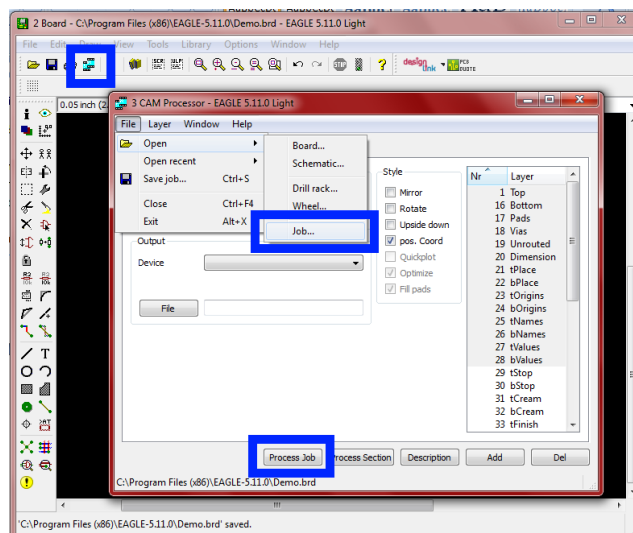 2 Board - C:\Program Files (x86)\EAGLE-5.11.0\Demo.brd - EAGLE 5.11.0 Light
File Edit View Tools Library Options Window Help
SCR ULP STOP ? design link PCB QUOTE
0.05 inch (2.
3 CAM Processor - EAGLE 5.11.0 Light
File Layer Window Help
Open Board...
Open recent Schematic...
Save job... Ctrl+S Drill rack...
Close Ctrl+F4 Wheel...
Exit Alt+X Job...
Output
Device
File
Style
Mirror
Rotate
Upside down
pos. Coord
Quickplot
Optimize
Fill pads
Nr Layer
1 Top
16 Bottom
17 Pads
18 Vias
19 Unrouted
20 Dimension
21 tPlace
22 bPlace
23 tOrigins
24 bOrigins
25 tNames
26 bNames
27 tValues
28 bValues
29 tStop
30 bStop
31 tCream
32 bCream
33 tFinish
Process Job Process Section Description Add Del
C:\Program Files (x86)\EAGLE-5.11.0\Demo.brd
'C:\Program Files (x86)\EAGLE-5.11.0\Demo.brd' saved.